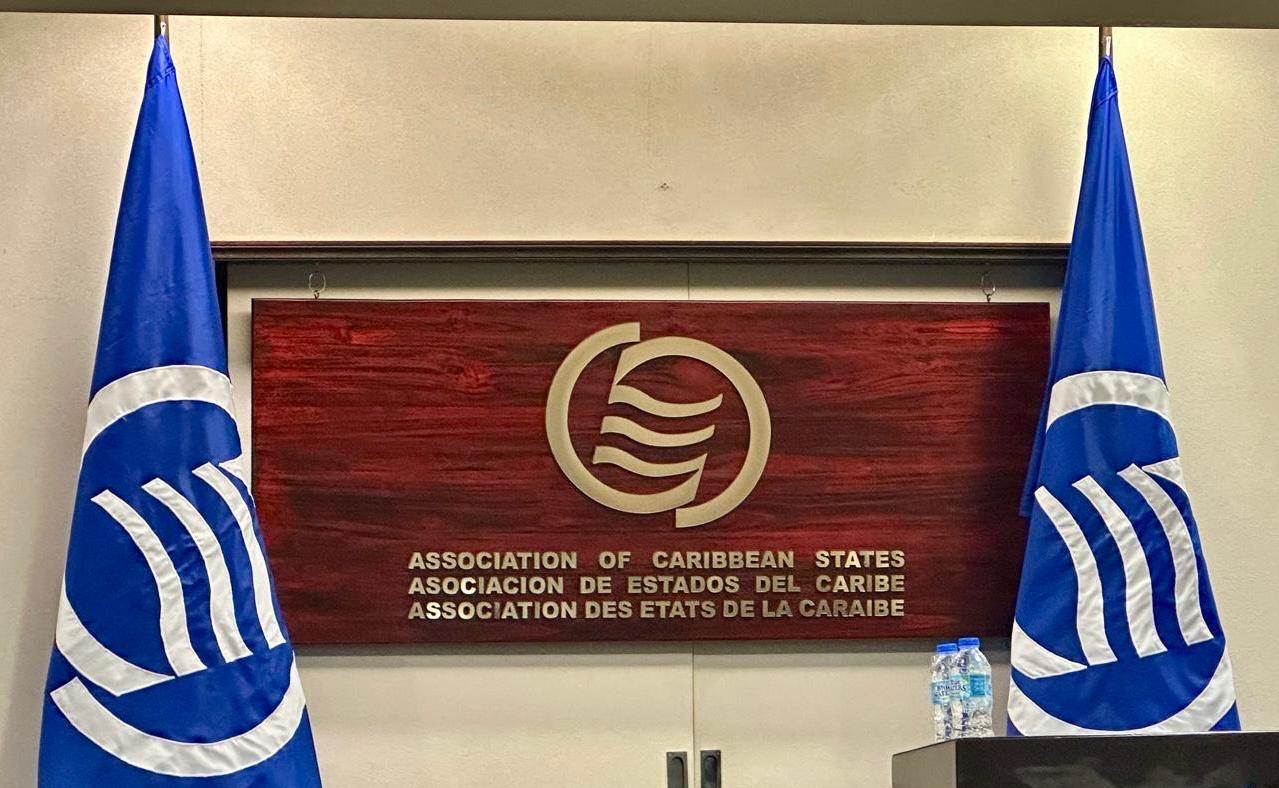 ASSOCIATION OF CARIBBEAN STATES
ASOCIACION DE ESTADOS DEL CARIBE
ASSOCIATION DES ETATS DE LA CARAIBE